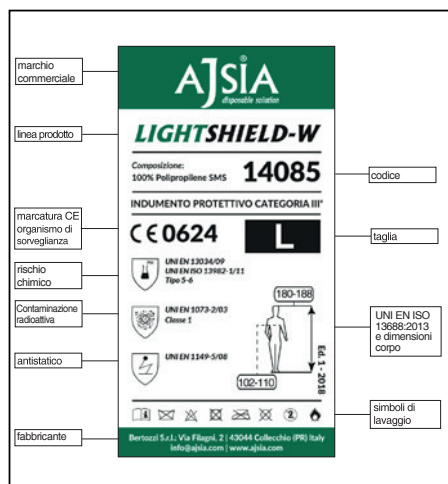 marchio
commerciale
AJSIA
disposable solution
linea prodotto
LIGHTSHIELD-W
Composizione:
100% Polipropilene SMS
14085
codice
INDUMENTO PROTETTIVO CATEGORIA III°
marcatura CE
organismo di
sorveglianza
CE 0624
L
taglia
rischio
chimico
UNI EN 13034/09
UNI EN ISO 13982-1/11
Tipo 5-6
Contaminazione
radioattiva
UNI EN 1073-2/03
Classe 1
180-188
UNI EN ISO
13688:2013
e dimensioni
corpo
antistatico
UNI EN 1149-5/08
102-110
Ed. 1 - 2018
2
simboli di
lavaggio
fabbricante
Bertozzi S.r.l.: Via Filagni, 2 | 43044 Collecchio (PR) Italy
info@ajsia.com | www.ajsia.com